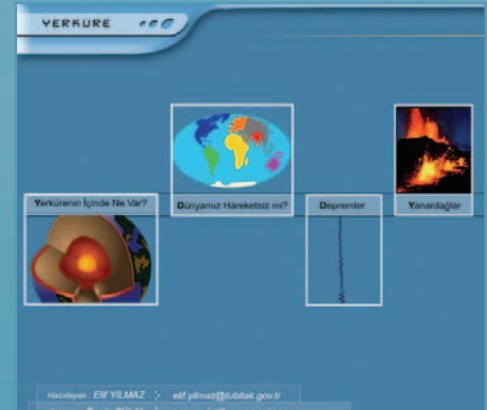 YERKÜRE
Yerkürenin İçinde Ne Var?
Dünyamız Hareketsiz mi?
Depremler
Yanardağlar
Hazırlayan : Elif YILMAZ
elif.yilmaz@tubitak.gov.tr